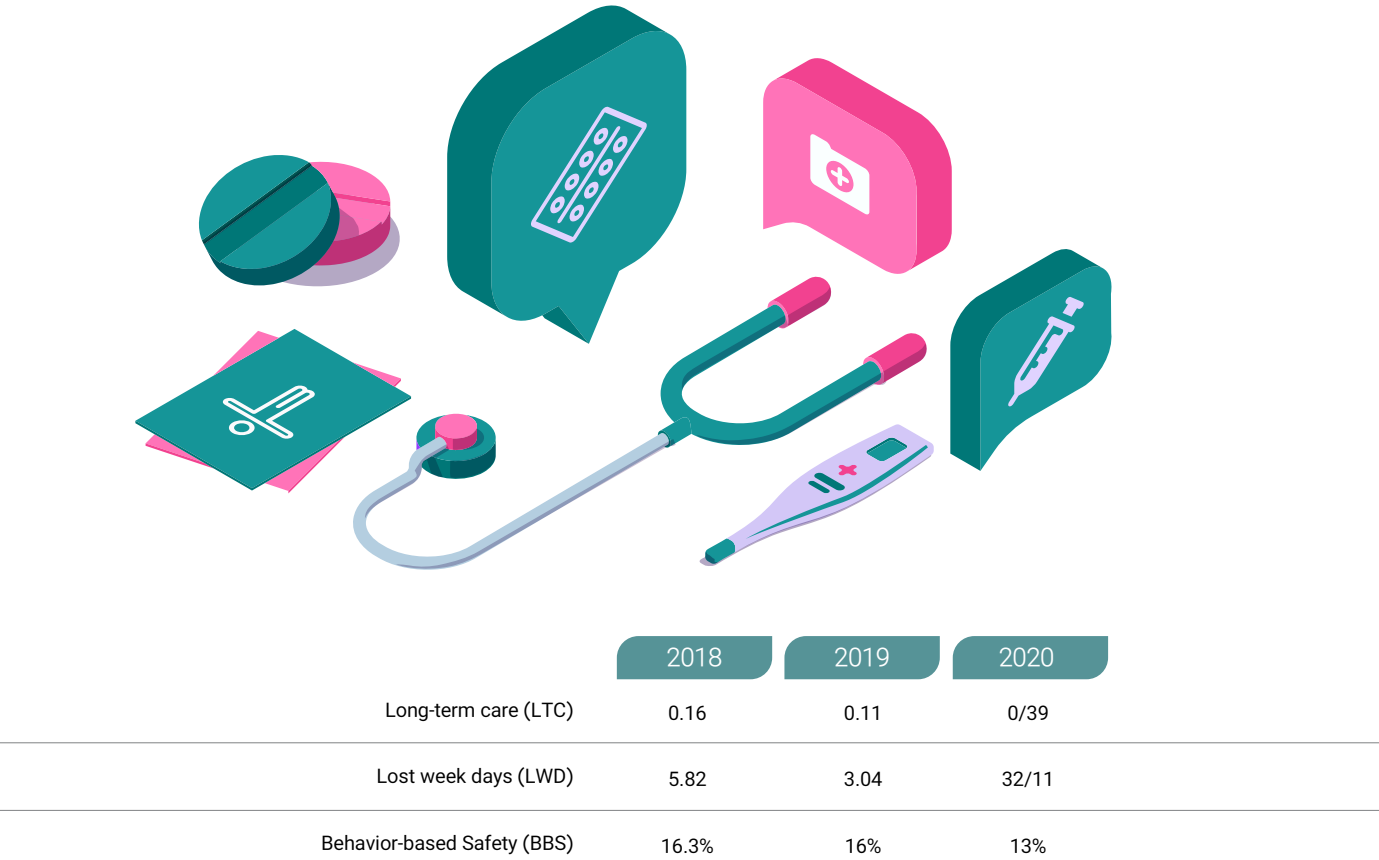 2018 2019 2020
Long-term care (LTC) 0.16 0.11 0/39
Lost week days (LWD) 5.82 3.04 32/11
Behavior-based Safety (BBS) 16.3% 16% 13%